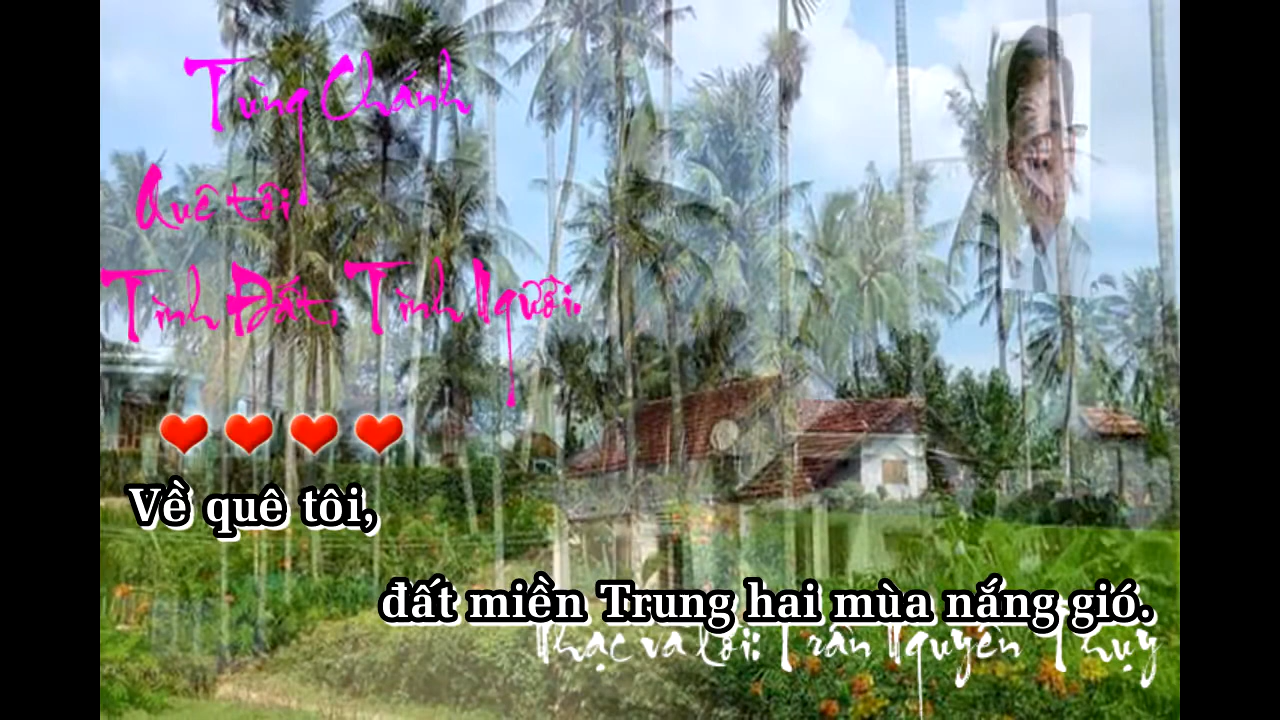 Tùng Chánh
Quê tôi
Tình Đất, Tình Người.
Về quê tôi,
đất miền Trung hai mùa nắng gió.
Nhạc và lời: Trần Nguyên Thụy